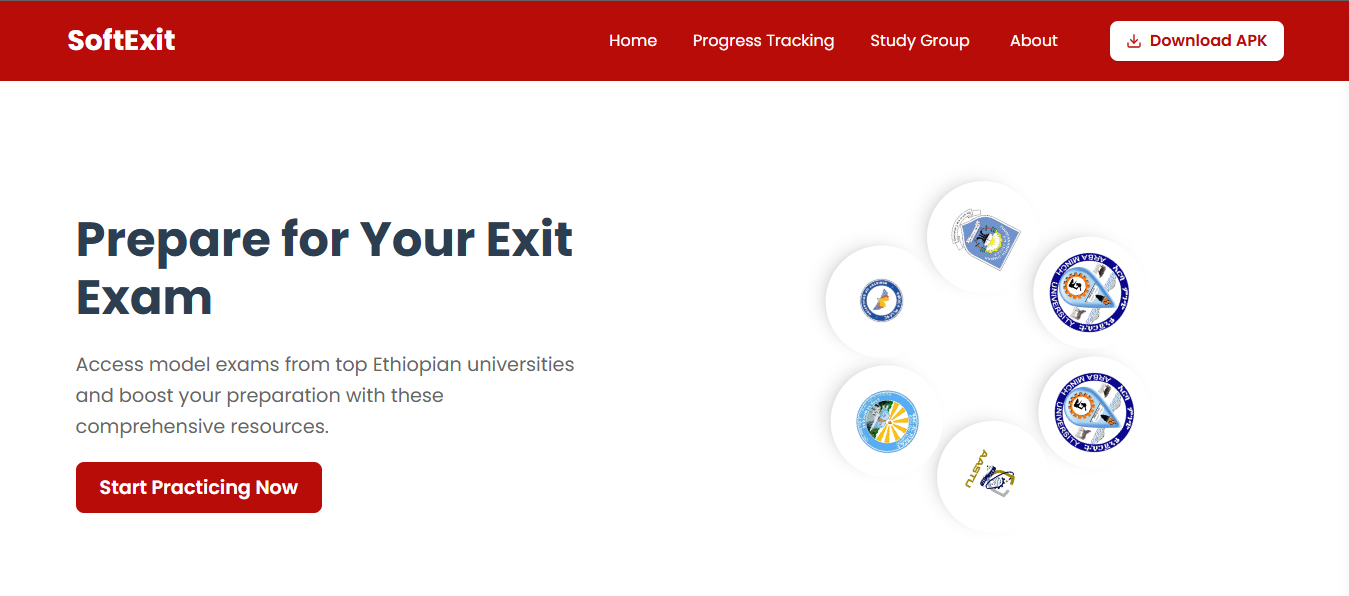 SoftExit
Home
Progress Tracking
Study Group
About
Download APK
Prepare for Your Exit
Exam
Access model exams from top Ethiopian universities
and boost your preparation with these
comprehensive resources.
Start Practicing Now
ARBA MINCH UNIVERSITY
ARBA MINCH UNIVERSITY
AASTU